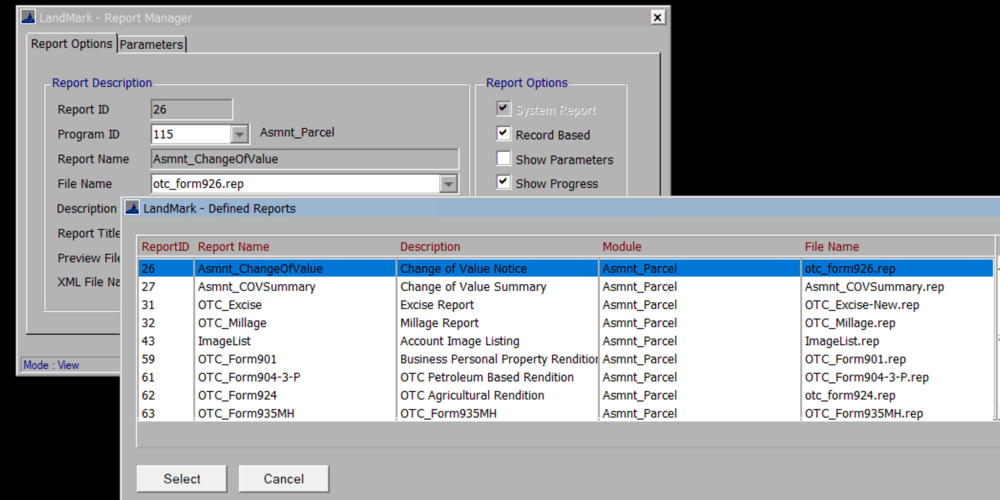 LandMark - Report Manager
Report Options Parameters
Report Description Report Options
Report ID 26 System Report
Program ID 115 Asmnt_Parcel Record Based
Report Name Asmnt_ChangeOfValue Show Parameters
File Name otc_form926.rep Show Progress
Description
Report Title
Preview File
XML File Na
Mode : View
LandMark - Defined Reports
ReportID Report Name Description Module File Name
26 Asmnt_ChangeOfValue Change of Value Notice Asmnt_Parcel otc_form926.rep
27 Asmnt_COVSummary Change of Value Summary Asmnt_Parcel Asmnt_COVSummary.rep
31 OTC_Excise Excise Report Asmnt_Parcel OTC_Excise-New.rep
32 OTC_Millage Millage Report Asmnt_Parcel OTC_Millage.rep
43 ImageList Account Image Listing Asmnt_Parcel ImageList.rep
59 OTC_Form901 Business Personal Property Rendition Asmnt_Parcel OTC_Form901.rep
61 OTC_Form904-3-P OTC Petroleum Based Rendition Asmnt_Parcel OTC_Form904-3-P.rep
62 OTC_Form924 OTC Agricultural Rendition Asmnt_Parcel otc_form924.rep
63 OTC_Form935MH OTC_Form935MH Asmnt_Parcel OTC_Form935MH.rep
Select Cancel